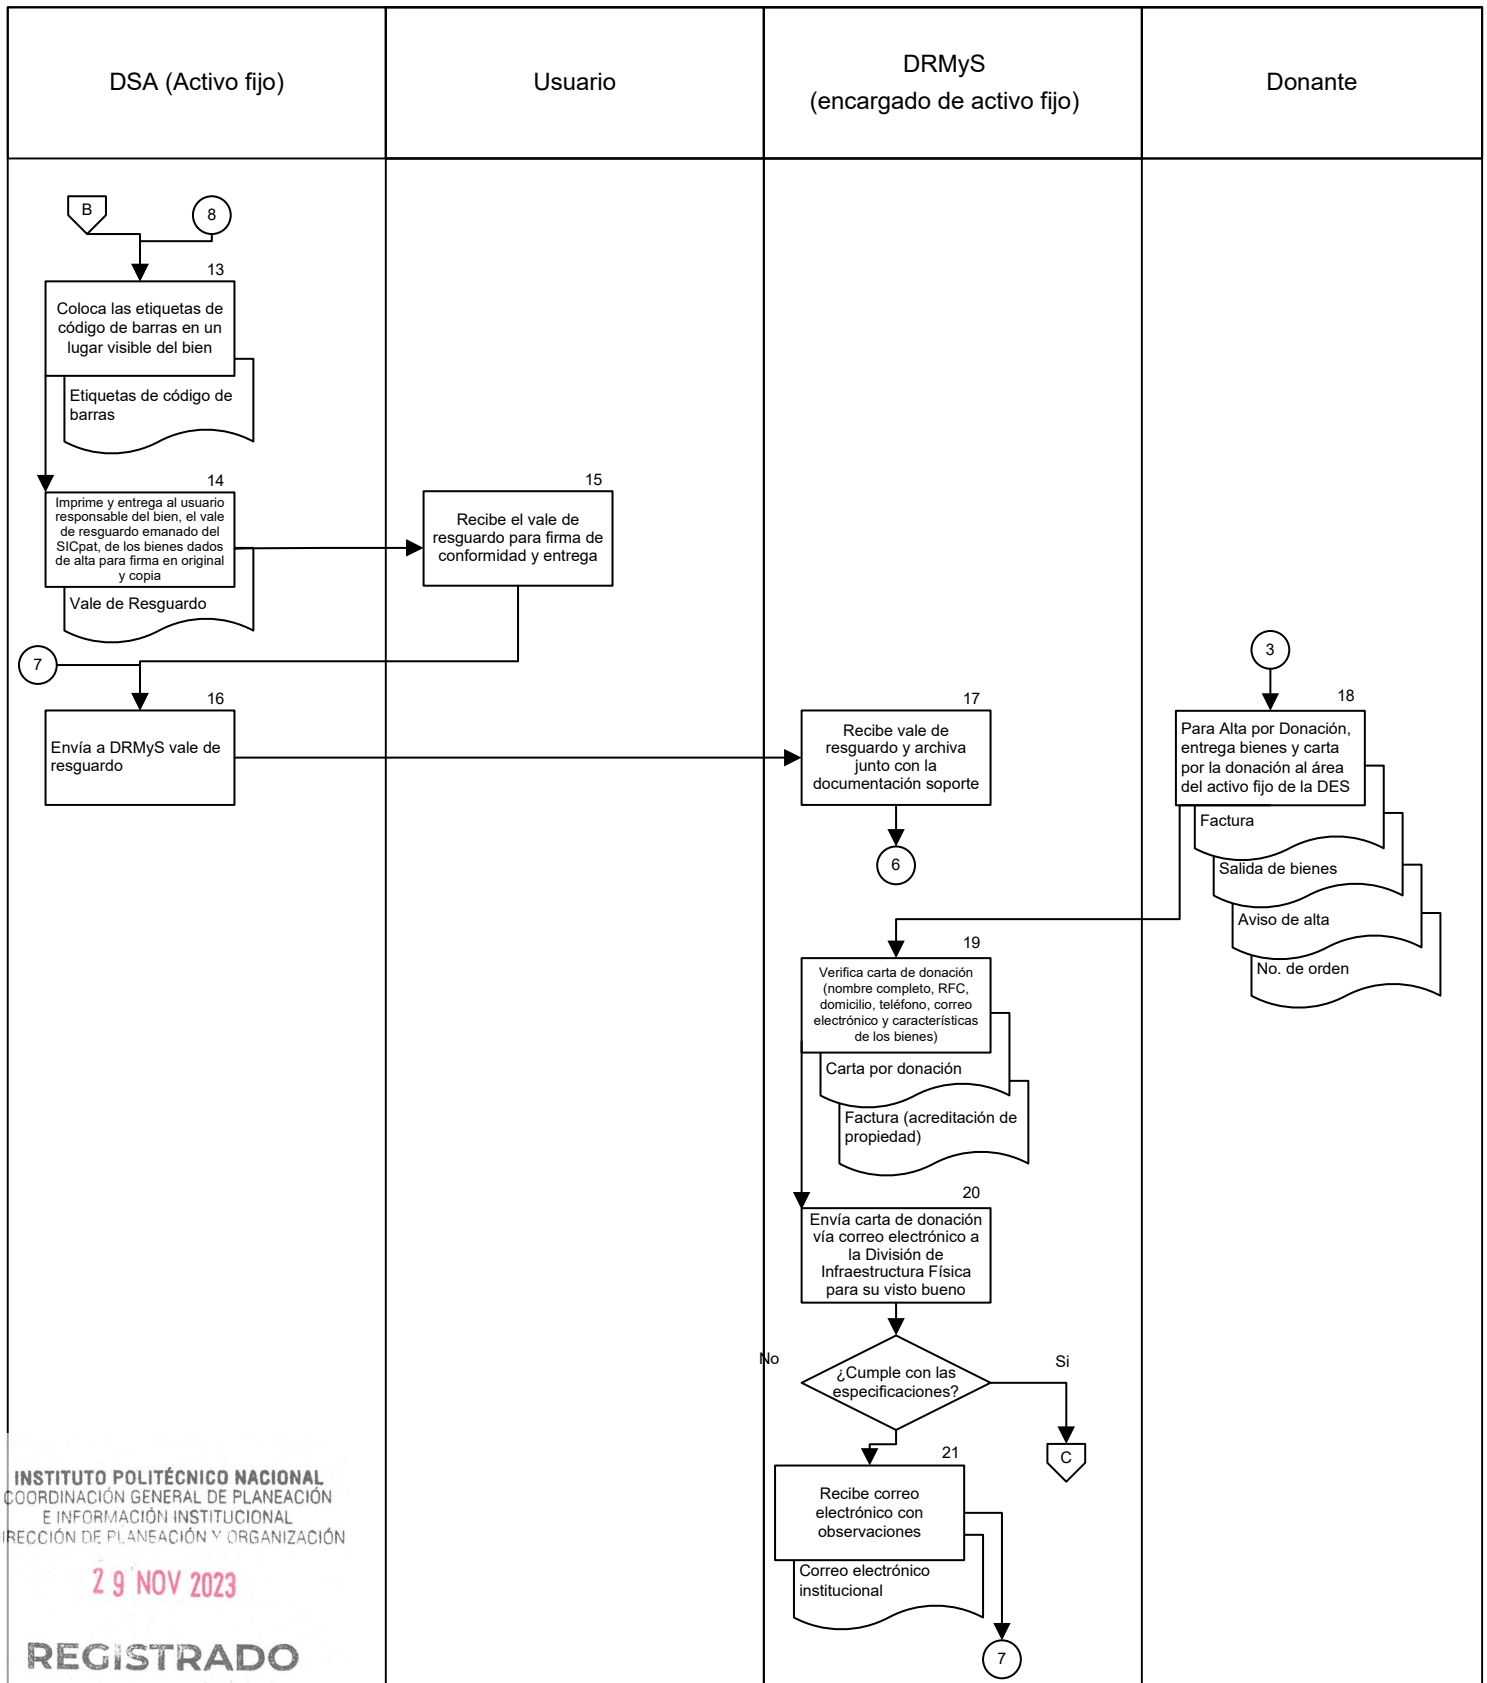 DSA (Activo fijo)
Usuario
DRMyS
(encargado de activo fijo)
Donante
B
8
13
Coloca las etiquetas de
código de barras en un
lugar visible del bien
Etiquetas de código de
barras
14
Imprime y entrega al usuario
responsable del bien, el vale
de resguardo emanado del
SICpat, de los bienes dados
de alta para firma en original
y copia
Vale de Resguardo
15
Recibe el vale de
resguardo para firma de
conformidad y entrega
7
16
Envía a DRMyS vale de
resguardo
17
Recibe vale de
resguardo y archiva
junto con la
documentación soporte
6
3
18
Para Alta por Donación,
entrega bienes y carta
por la donación al área
del activo fijo de la DES
Factura
Salida de bienes
Aviso de alta
No. de orden
19
Verifica carta de donación
(nombre completo, RFC,
domicilio, teléfono, correo
electrónico y características
de los bienes)
Carta por donación
Factura (acreditación de
propiedad)
20
Envía carta de donación
vía correo electrónico a
la División de
Infraestructura Física
para su visto bueno
No
¿Cumple con las
especificaciones?
Si
C
21
Recibe correo
electrónico con
observaciones
Correo electrónico
institucional
7
INSTITUTO POLITÉCNICO NACIONAL
COORDINACIÓN GENERAL DE PLANEACIÓN
E INFORMACIÓN INSTITUCIONAL
IRECCIÓN DE PLANEACIÓN Y ORGANIZACIÓN
29 NOV 2023
REGISTRADO